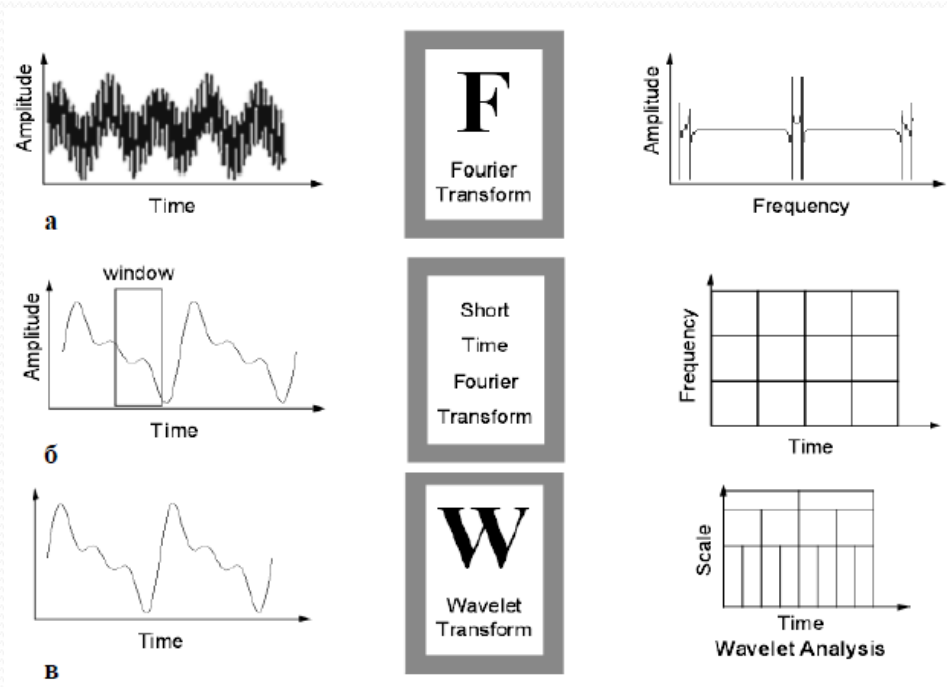 Amplitude
Time
а
F
Fourier
Transform
Amplitude
Frequency
window
Amplitude
Time
б
Short
Time
Fourier
Transform
Frequency
Time
Time
в
W
Wavelet
Transform
Scale
Time
Wavelet Analysis